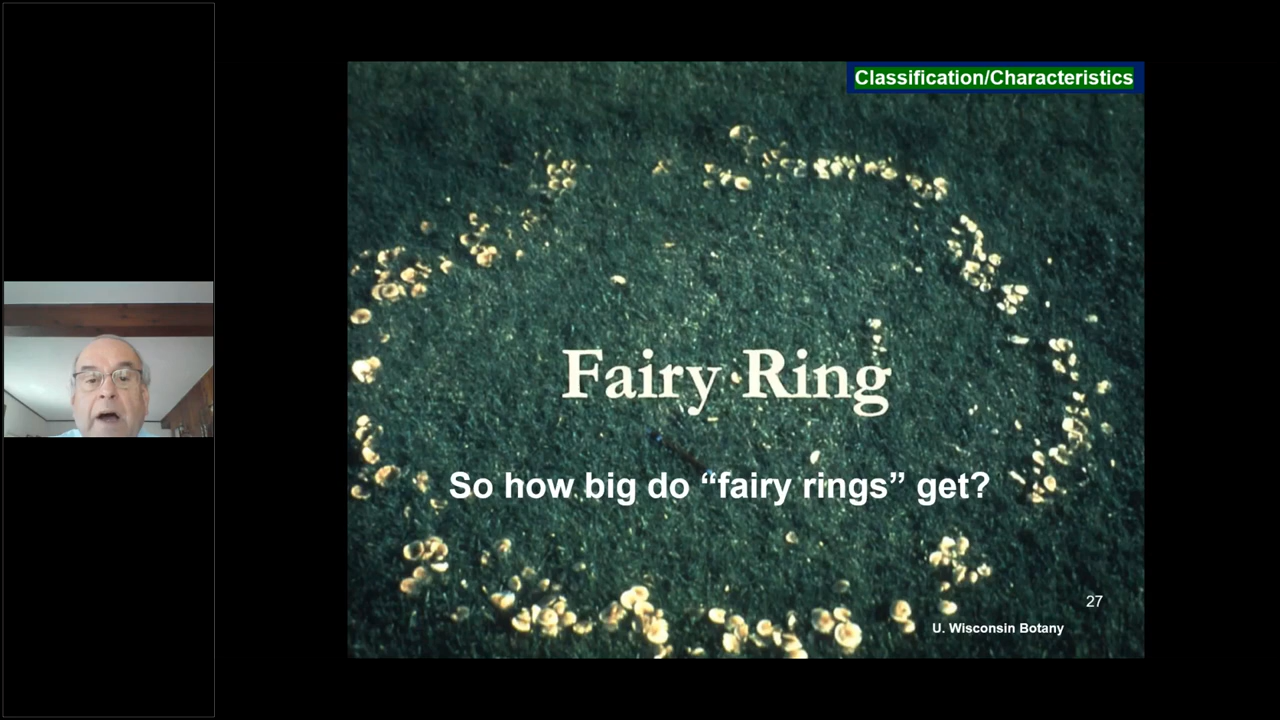 Classification/Characteristics
Fairy Ring
So how big do “fairy rings” get?
27
U. Wisconsin Botany